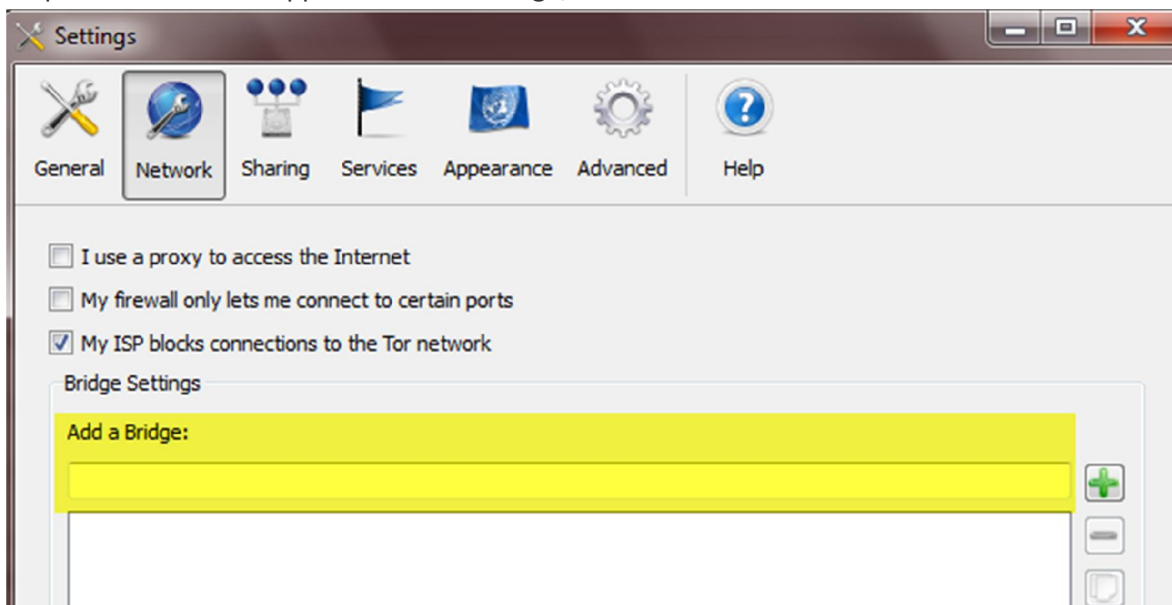 Settings
General Network Sharing Services Appearance Advanced Help
I use a proxy to access the Internet
My firewall only lets me connect to certain ports
My ISP blocks connections to the Tor network
Bridge Settings
Add a Bridge: